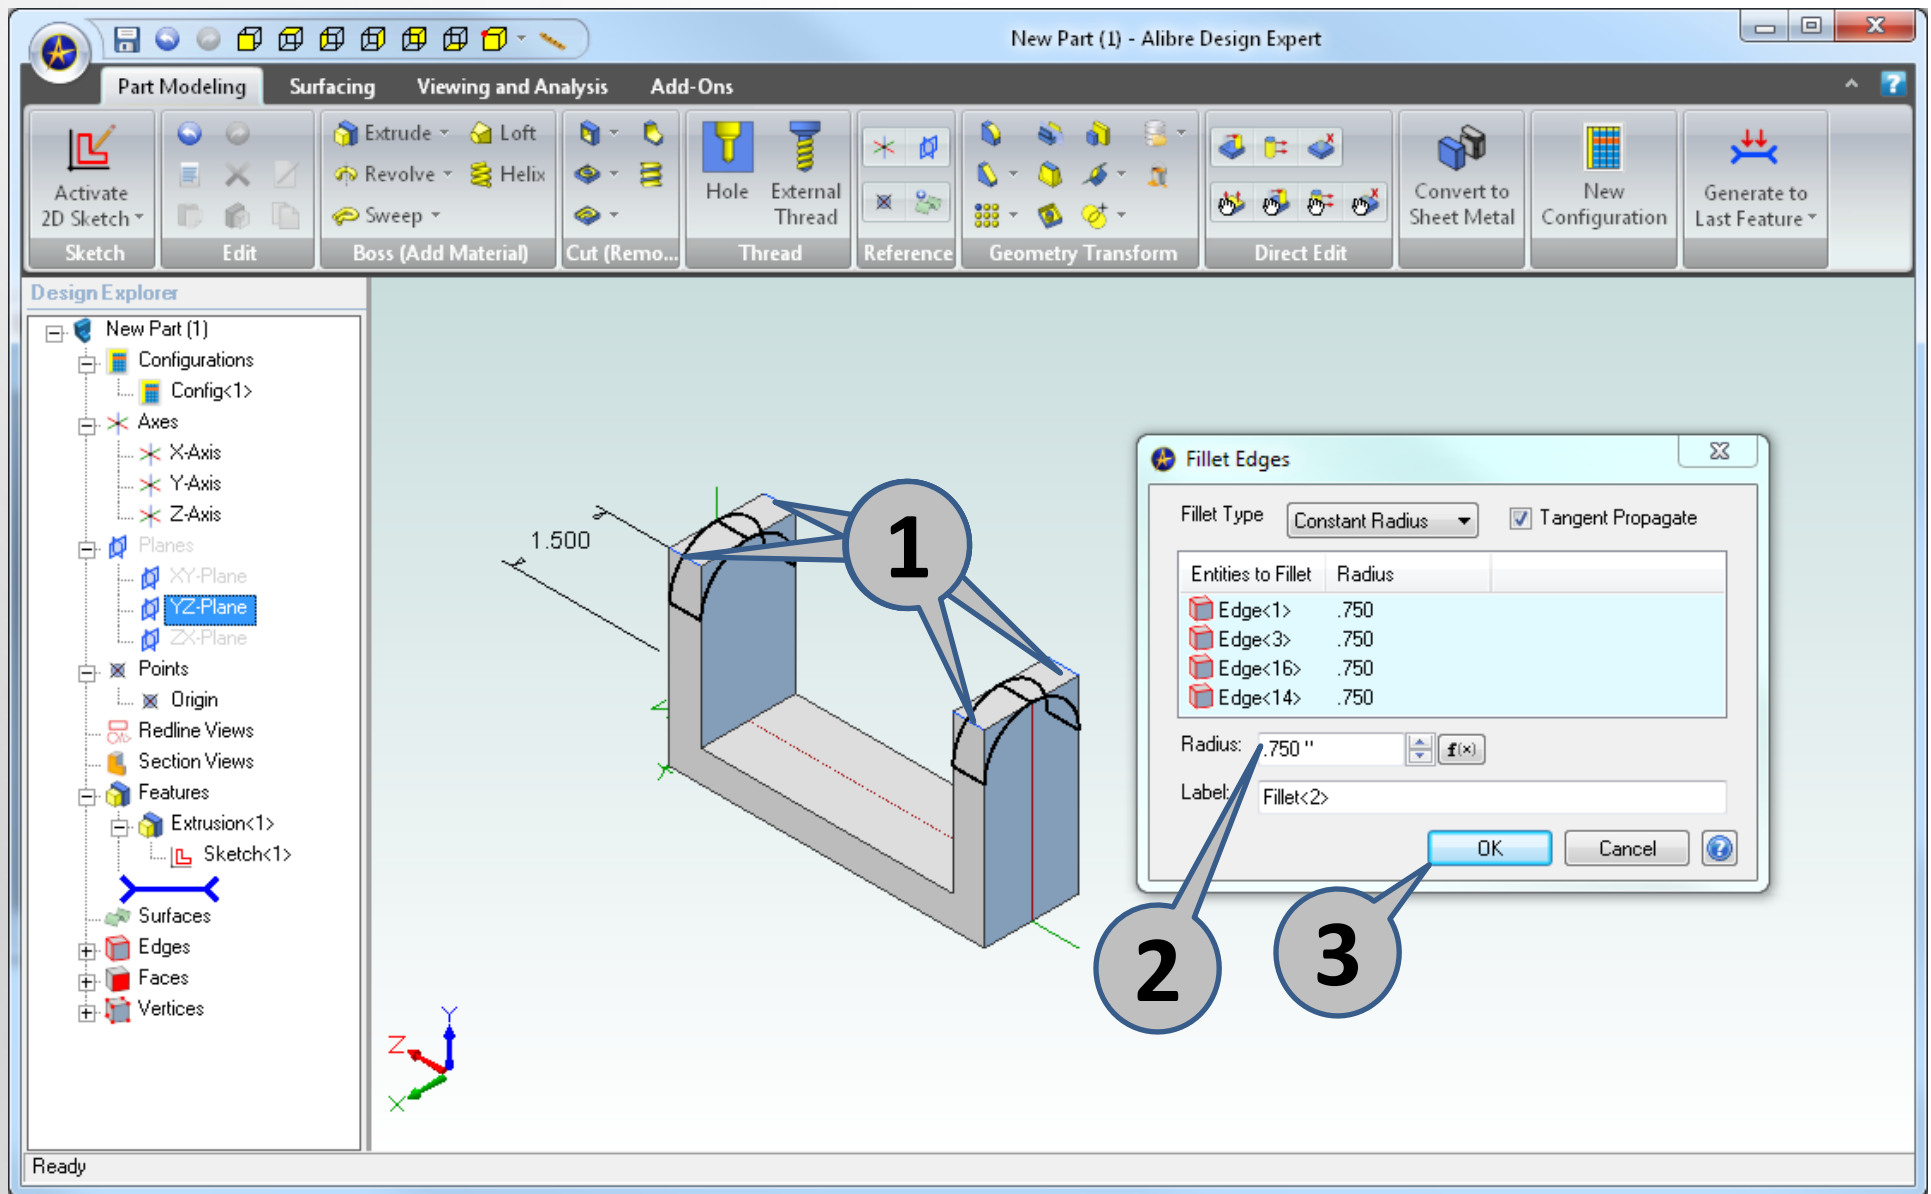 New Part (1) - Alibre Design Expert
Part Modeling Surfacing Viewing and Analysis Add-Ons
?
Activate
2D Sketch
Sketch
Edit
Extrude Loft
Revolve Helix
Sweep
Boss (Add Material)
Cut (Remo...
Hole
External
Thread
Thread
Reference
Geometry Transform
Direct Edit
Convert to
Sheet Metal
New
Configuration
Generate to
Last Feature
Design Explorer
New Part (1)
Configurations
Config<1>
Axes
X-Axis
Y-Axis
Z-Axis
Planes
XY-Plane
YZ-Plane
ZX-Plane
Points
Origin
Redline Views
Section Views
Features
Extrusion<1>
Sketch<1>
Surfaces
Edges
Faces
Vertices
1.500
1
Y
Z
X
Fillet Edges
Fillet Type Constant Radius Tangent Propagate
Entities to Fillet Radius
Edge<1> .750
Edge<3> .750
Edge<16> .750
Edge<14> .750
Radius: .750 " f(x)
Label: Fillet<2>
OK Cancel ?
2
3
Ready